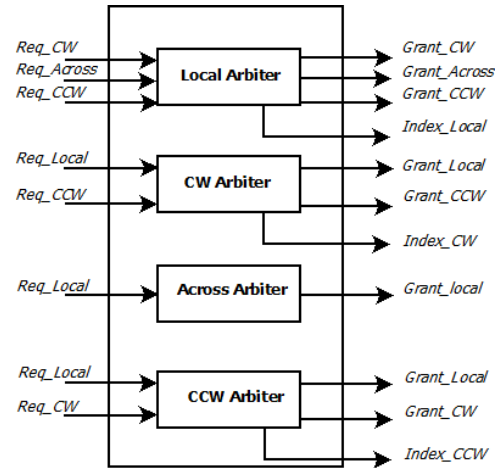 Req_CW
Req_Across
Req_CCW
Local Arbiter
Grant_CW
Grant_Across
Grant_CCW
Index_Local
Req_Local
Req_CCW
CW Arbiter
Grant_Local
Grant_CCW
Index_CW
Req_Local
Across Arbiter
Grant_local
Req_Local
Req_CW
CCW Arbiter
Grant_Local
Grant_CW
Index_CCW